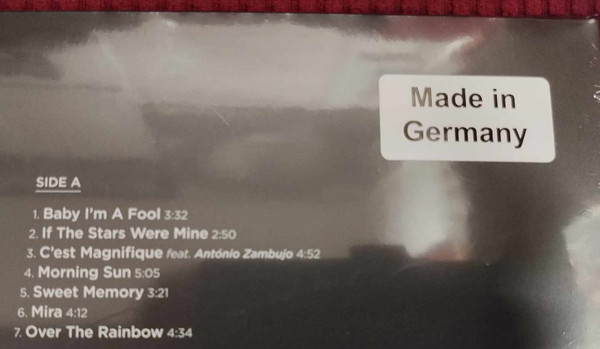 Made in
Germany
SIDE A
1. Baby I'm A Fool 3:32
2. If The Stars Were Mine 2:50
3. C'est Magnifique feat. António Zambujo 4:52
4. Morning Sun 5:05
5. Sweet Memory 3:21
6. Mira 4:12
7. Over The Rainbow 4:34